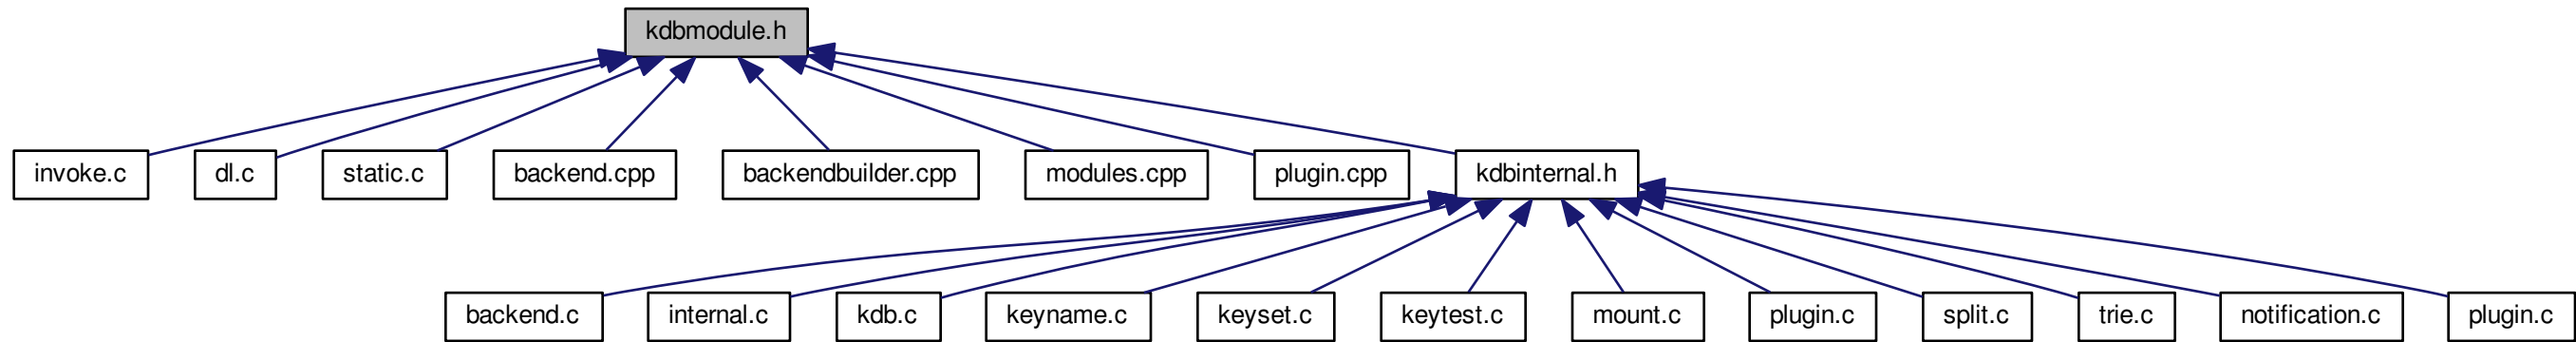 kdbmodule.h
invoke.c
dl.c
static.c
backend.cpp
backendbuilder.cpp
modules.cpp
plugin.cpp
kdbinternal.h
backend.c
internal.c
kdb.c
keyname.c
keyset.c
keytest.c
mount.c
plugin.c
split.c
trie.c
notification.c
plugin.c